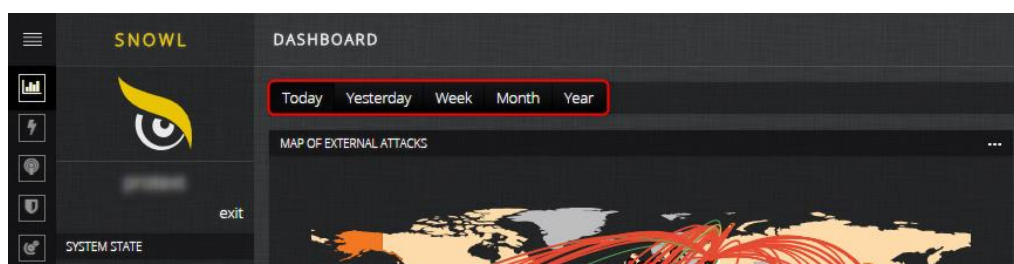 SNOWL
DASHBOARD
Today Yesterday Week Month Year
MAP OF EXTERNAL ATTACKS
...
exit
SYSTEM STATE